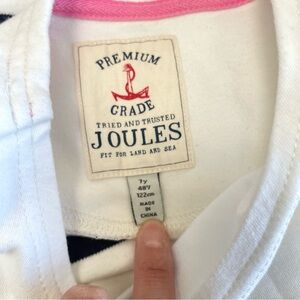 PREMIUM
GRADE
TRIED AND TRUSTED
JOULES
FIT FOR LAND AND SEA
7y
48"
122cm
MADE
IN
CHINA